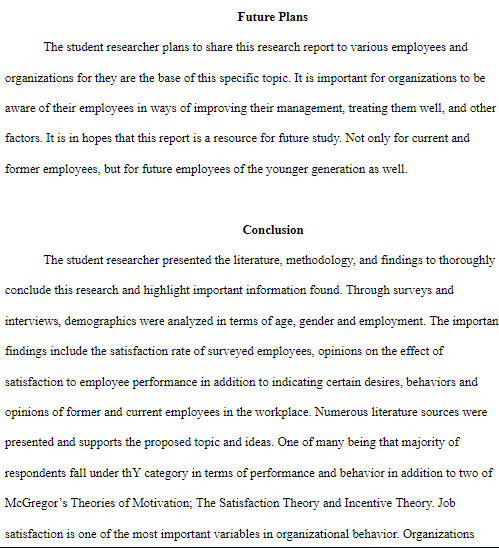 Future Plans
The student researcher plans to share this research report to various employees and
organizations for they are the base of this specific topic. It is important for organizations to be
aware of their employees in ways of improving their management, treating them well, and other
factors. It is in hopes that this report is a resource for future study. Not only for current and
former employees, but for future employees of the younger generation as well.
Conclusion
The student researcher presented the literature, methodology, and findings to thoroughly
conclude this research and highlight important information found. Through surveys and
interviews, demographics were analyzed in terms of age, gender and employment. The importan
findings include the satisfaction rate of surveyed employees, opinions on the effect of
satisfaction to employee performance in addition to indicating certain desires, behaviors and
opinions of former and current employees in the workplace. Numerous literature sources were
presented and supports the proposed topic and ideas. One of many being that majority of
respondents fall under thY category in terms of performance and behavior in addition to two of
McGregor's Theories of Motivation; The Satisfaction Theory and Incentive Theory. Job
satisfaction is one of the most important variables in organizational behavior. Organizations